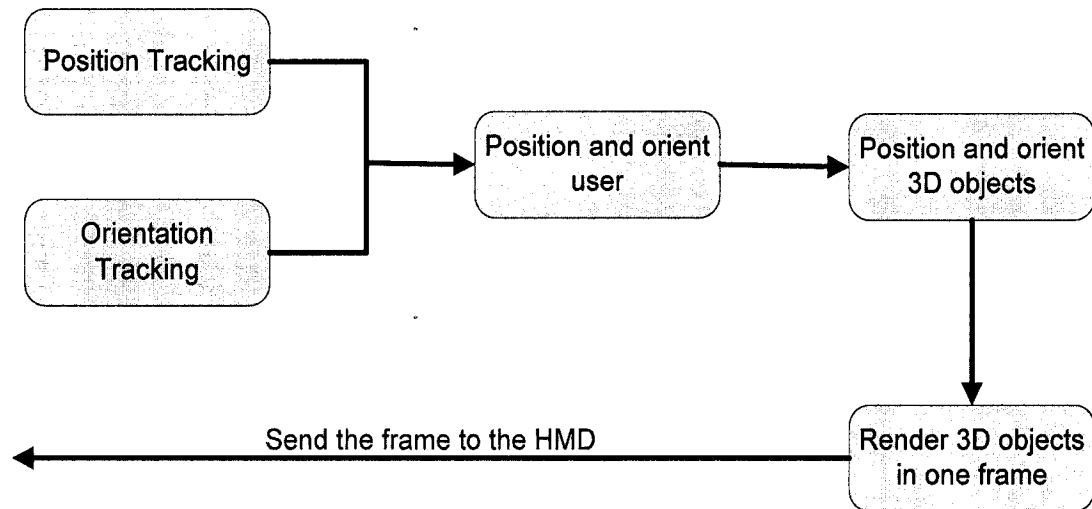 Position Tracking
Orientation
Tracking
Position and orient
user
Position and orient
3D objects
Send the frame to the HMD
Render 3D objects
in one frame